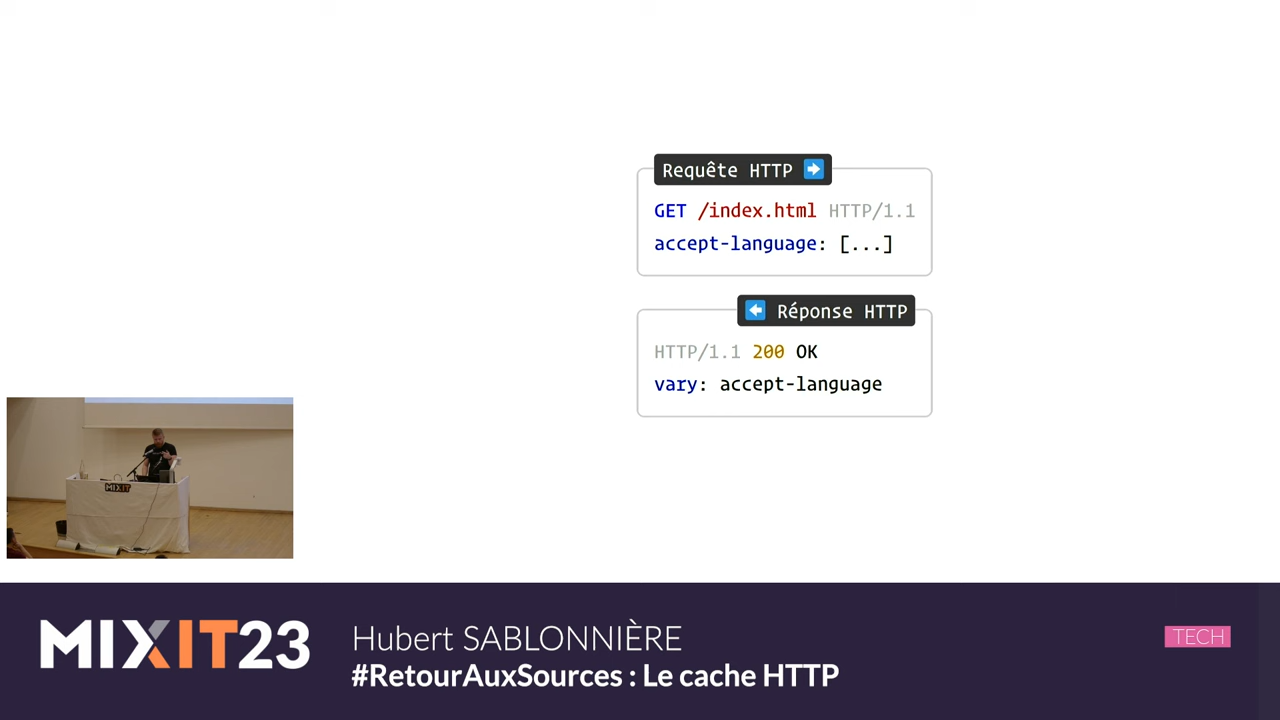 Requête HTTP ➡
GET /index.html HTTP/1.1
accept-language: [...]
⬅ Réponse HTTP
HTTP/1.1 200 OK
vary: accept-language
MIXIT
MIXIT23
Hubert SABLONNIÈRE
#RetourAuxSources : Le cache HTTP
TECH